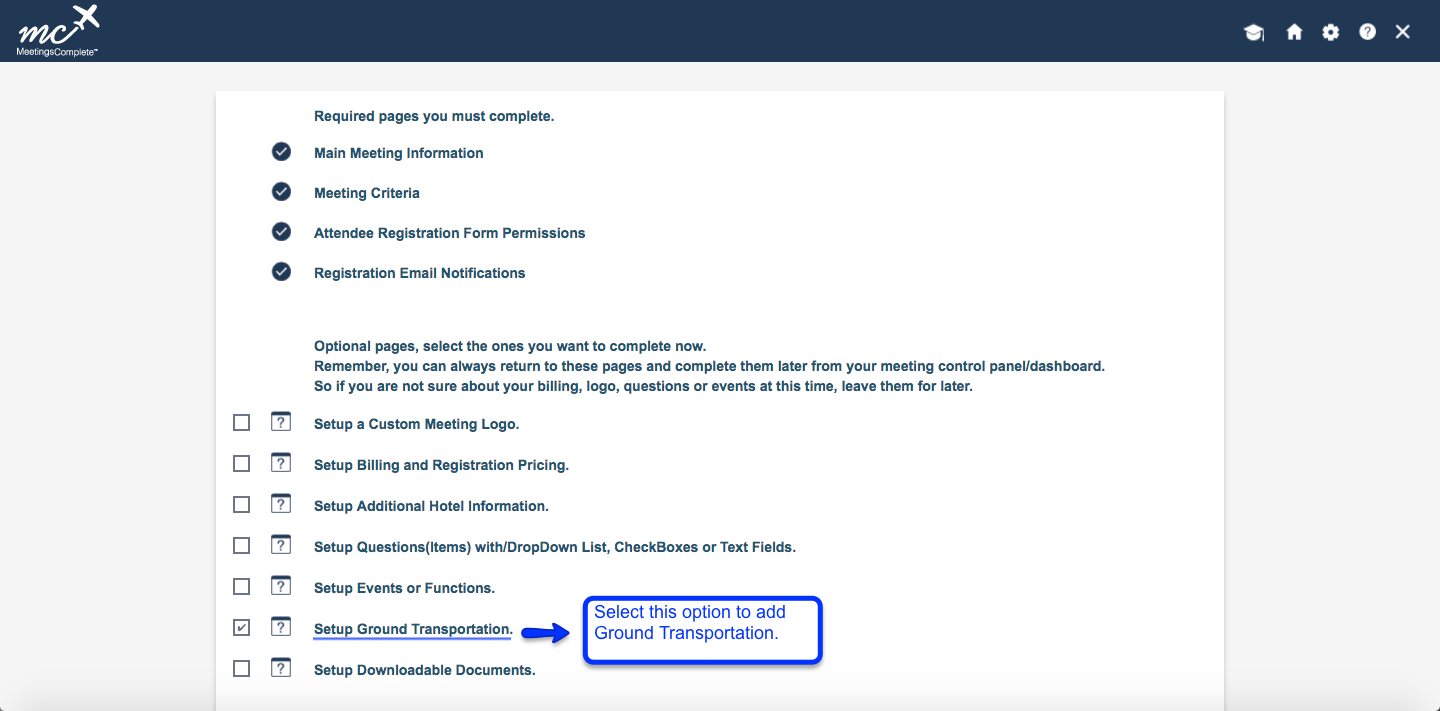 mc
MeetingsComplete™
Required pages you must complete.
Main Meeting Information
Meeting Criteria
Attendee Registration Form Permissions
Registration Email Notifications
Optional pages, select the ones you want to complete now.
Remember, you can always return to these pages and complete them later from your meeting control panel/dashboard.
So if you are not sure about your billing, logo, questions or events at this time, leave them for later.
? Setup a Custom Meeting Logo.
? Setup Billing and Registration Pricing.
? Setup Additional Hotel Information.
? Setup Questions(Items) with/DropDown List, CheckBoxes or Text Fields.
? Setup Events or Functions.
? Setup Ground Transportation.
Select this option to add
Ground Transportation.
? Setup Downloadable Documents.